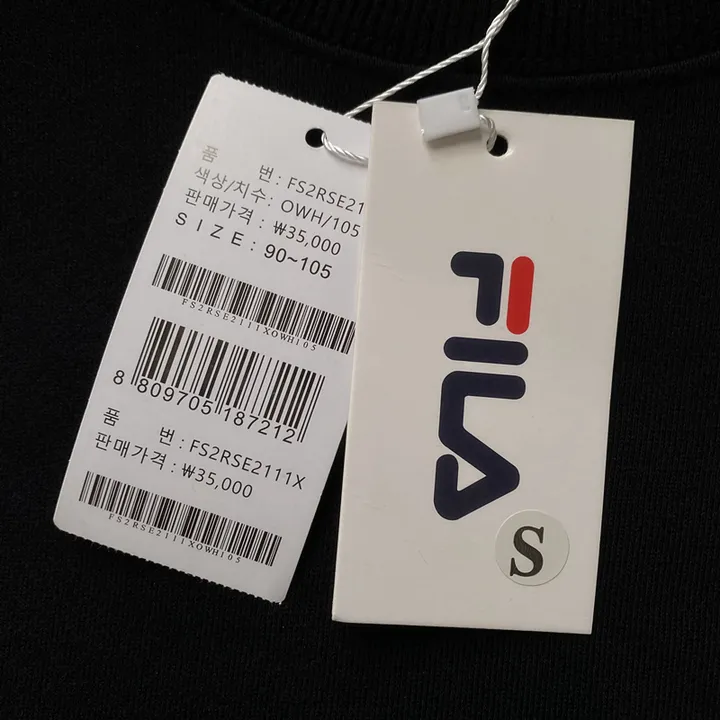 품 번 : FS2RSE21
색상/치수: OWH/105
판매가격 : ₩35,000
SIZE : 90~105
FS2RSE2111XOWH105
8 809705 187212
품 번 : FS2RSE2111X
판매가격 : ₩35,000
FS2RSE2111XOWH105
FILA
S